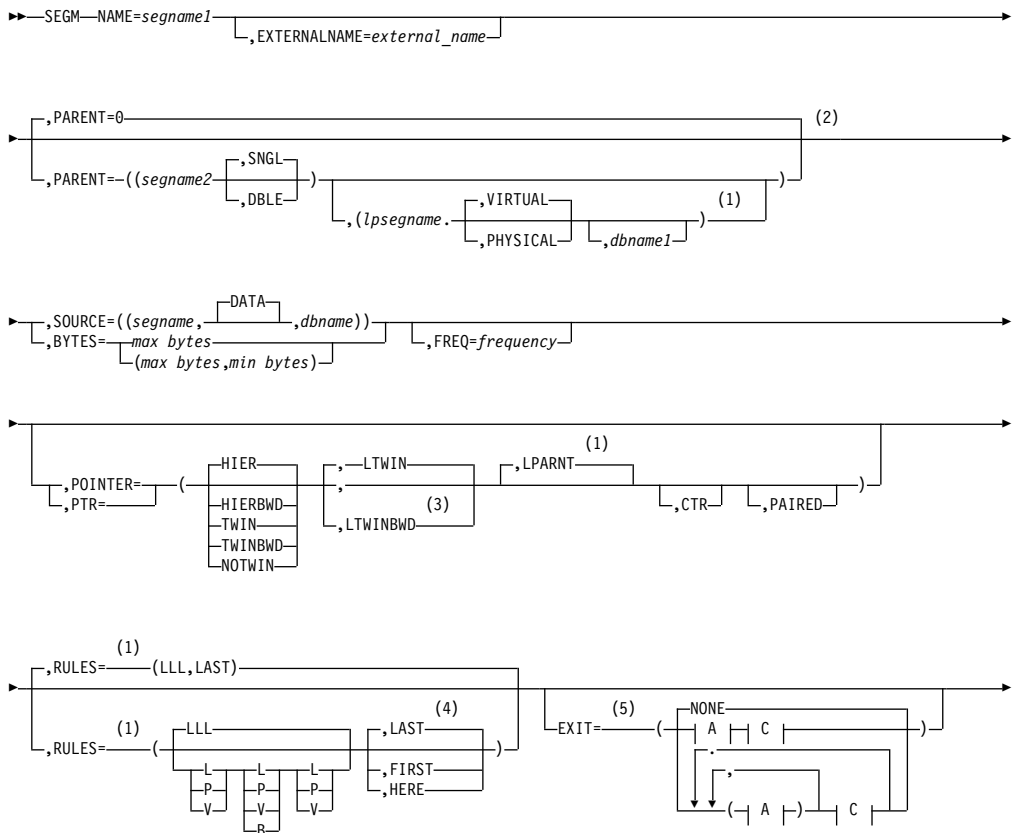 SEGM NAME=segname1
,EXTERNALNAME=external_name
,PARENT=0 (2)
,SNGL
,PARENT= ((segname2 ) )
,DBLE
,VIRTUAL (1)
,(lpsegname. )
,PHYSICAL ,dbname1
DATA
,SOURCE=((segname, ,dbname))
,BYTES= max bytes
,FREQ=frequency
(max bytes,min bytes)
(1)
HIER , LTWIN ,LPARNT
,POINTER= ( , )
,PTR= HIERBWD (3) ,CTR ,PAIRED
TWIN ,LTWINBWD
TWINBWD
NOTWIN
(1)
,RULES= (LLL,LAST)
(1) (4) (5) NONE
,RULES= ( LLL ,LAST ) EXIT= ( A C )
L L L ,FIRST .
P P P ,HERE ,
V V V ( A ) C
B